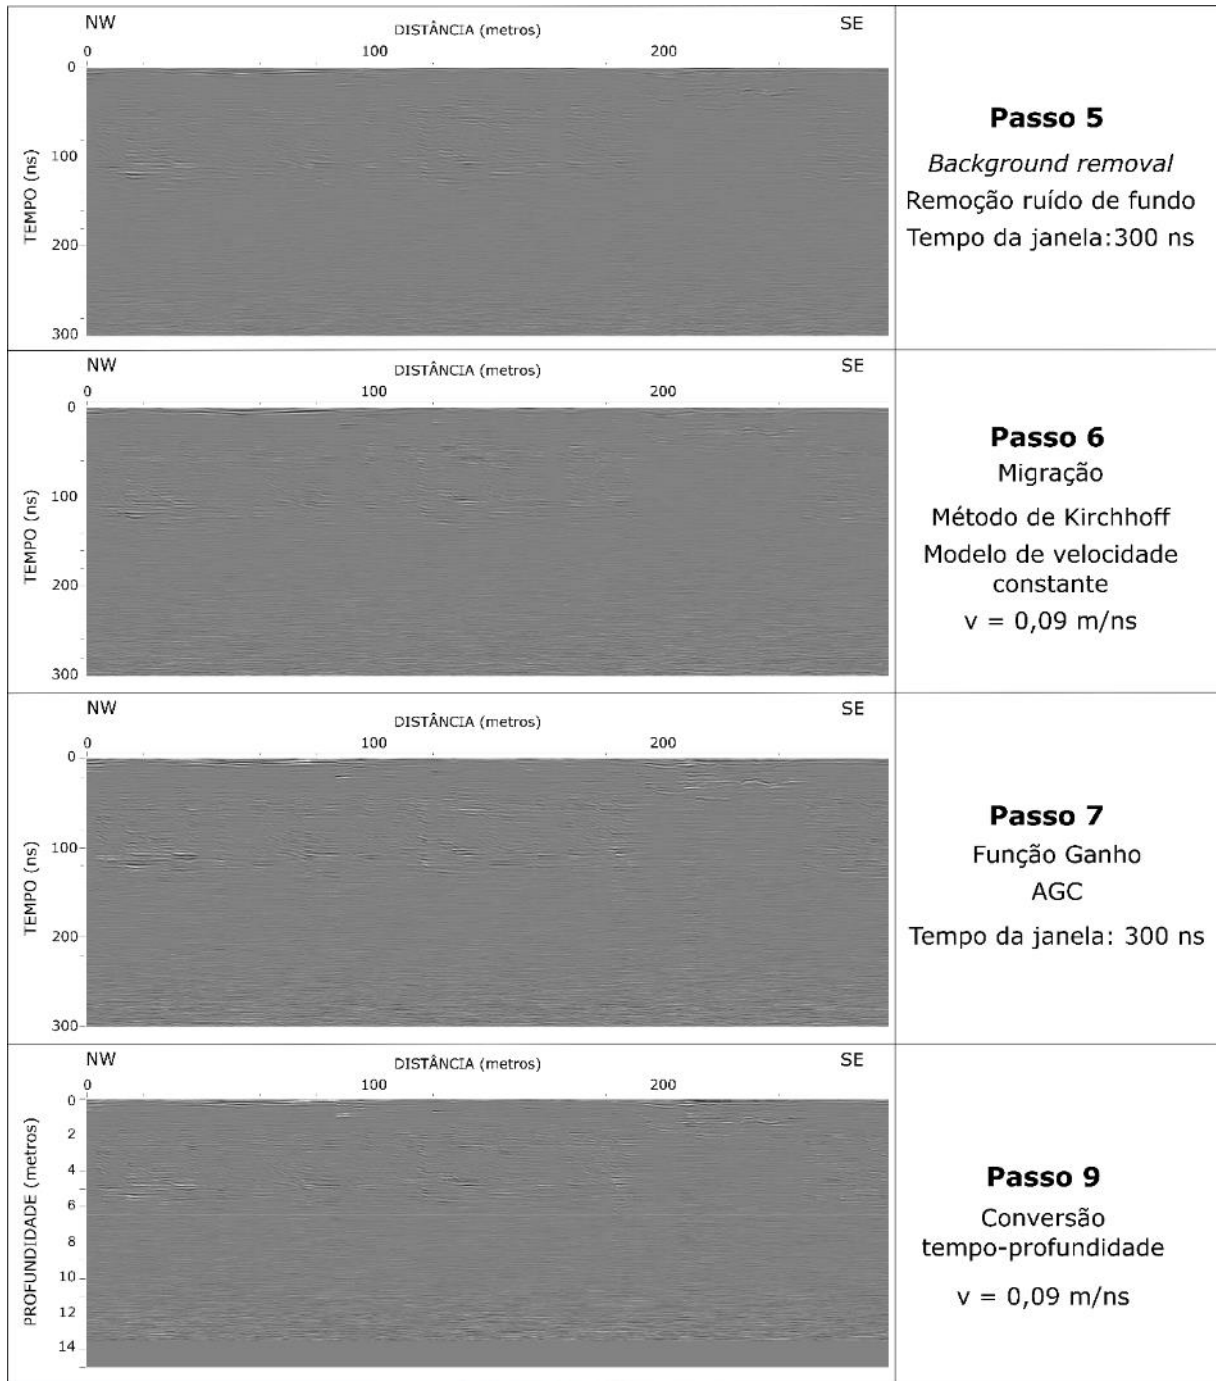 NW
DISTÂNCIA (metros)
SE
0 100 200
TEMPO (ns)
0
100
200
300
Passo 5
Background removal
Remoção ruído de fundo
Tempo da janela:300 ns
NW
DISTÂNCIA (metros)
SE
0 100 200
TEMPO (ns)
0
100
200
300
Passo 6
Migração
Método de Kirchhoff
Modelo de velocidade
constante
v = 0,09 m/ns
NW
DISTÂNCIA (metros)
SE
0 100 200
TEMPO (ns)
0
100
200
300
Passo 7
Função Ganho
AGC
Tempo da janela: 300 ns
NW
DISTÂNCIA (metros)
SE
0 100 200
PROFUNDIDADE (metros)
0
2
4
6
8
10
12
14
Passo 9
Conversão
tempo-profundidade
v = 0,09 m/ns